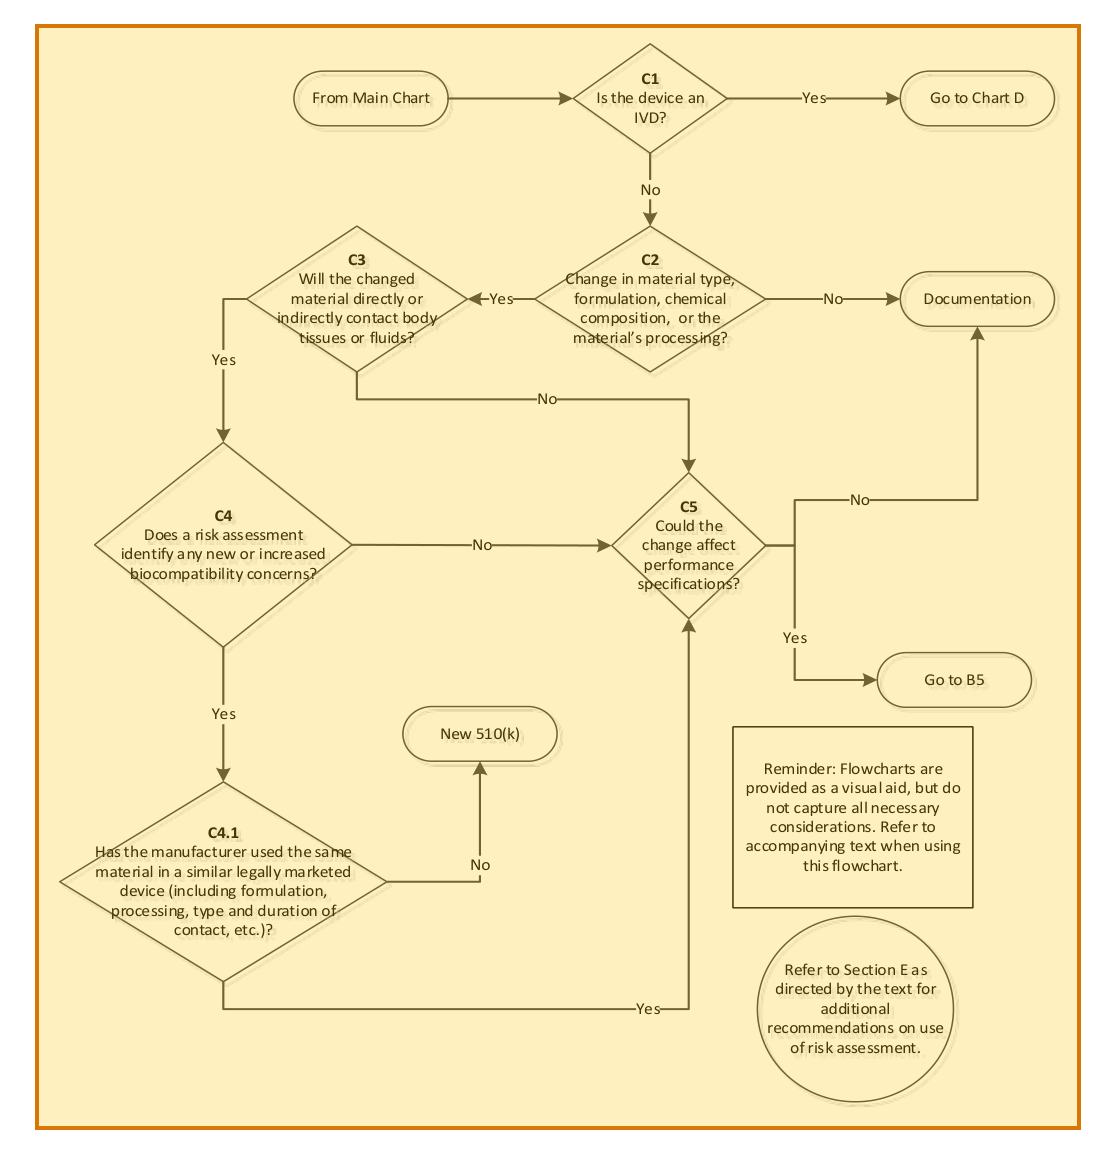 From Main Chart
C1
Is the device an
IVD?
Yes
Go to Chart D
No
C3
Will the changed
material directly or
indirectly contact body
tissues or fluids?
Yes
C2
Change in material type,
formulation, chemical
composition, or the
material's processing?
No
Documentation
Yes
No
C4
Does a risk assessment
identify any new or increased
biocompatibility concerns?
No
C5
Could the
change affect
performance
specifications?
No
Yes
Go to B5
Yes
New 510(k)
C4.1
Has the manufacturer used the same
material in a similar legally marketed
device (including formulation,
processing, type and duration of
contact, etc.)?
No
Yes
Reminder: Flowcharts are
provided as a visual aid, but do
not capture all necessary
considerations. Refer to
accompanying text when using
this flowchart.
Refer to Section E as
directed by the text for
additional
recommendations on use
of risk assessment.